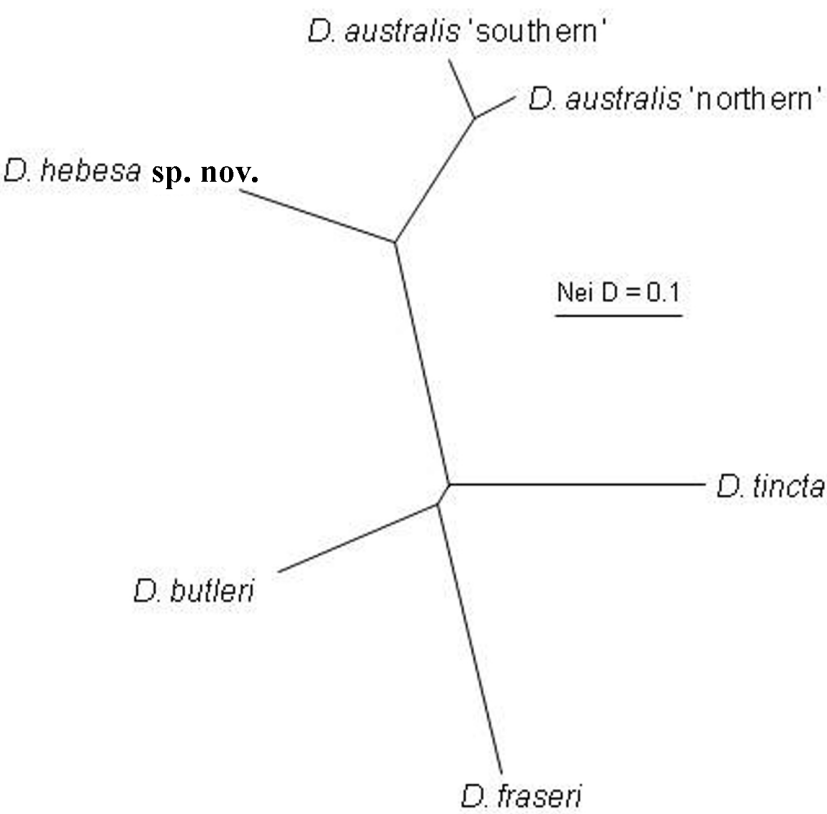 D. australis 'southern'
D. australis 'northern'
D. hebesa sp. nov.
Nei D = 0.1
D. tincta
D. butleri
D. fraseri